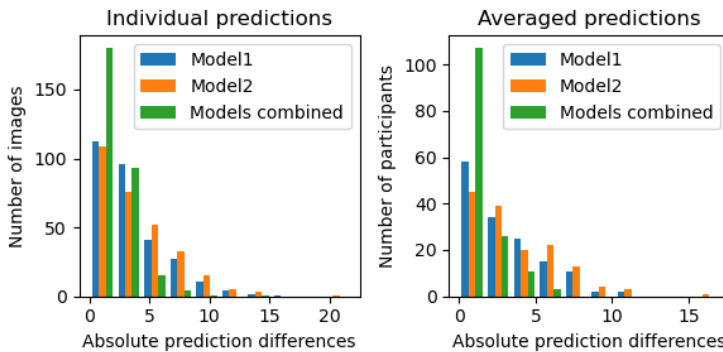 Individual predictions
Number of images
150
100
50
0
Model1
Model2
Models combined
0 5 10 15 20
Absolute prediction differences
Averaged predictions
Number of participants
100
80
60
40
20
0
Model1
Model2
Models combined
0 5 10 15
Absolute prediction differences